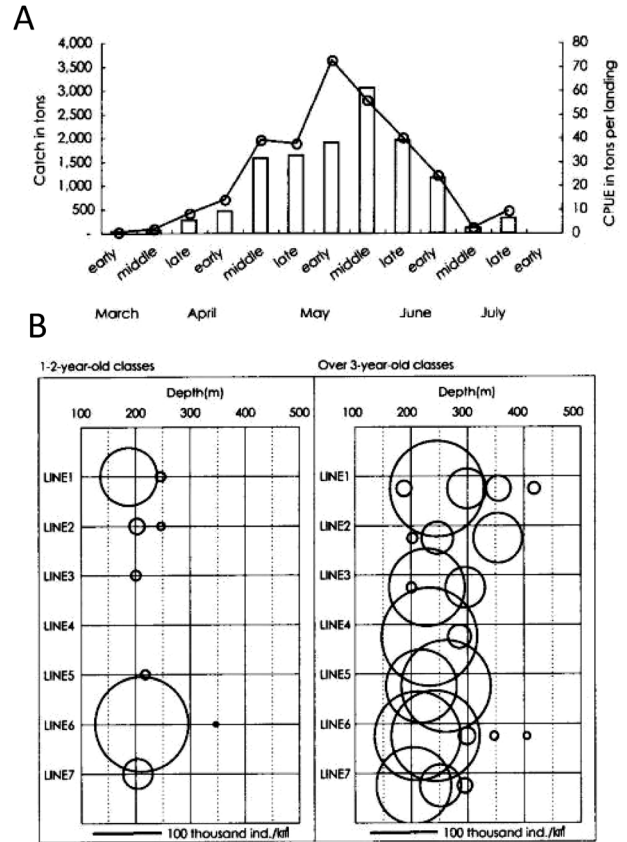 A
Catch in tons
4,000
3,500
3,000
2,500
2,000
1,500
1,000
500
-
80
70
60
50
40
30
20
10
0
CPUE in tons per landing
early middle late early middle late early middle late early middle late early
March April May June July
B
1-2-year-old classes Over 3-year-old classes
Depth(m) Depth(m)
100 200 300 400 500 100 200 300 400 500
LINE1 LINE1
LINE2 LINE2
LINE3 LINE3
LINE4 LINE4
LINE5 LINE5
LINE6 LINE6
LINE7 LINE7
100 thousand ind./km² 100 thousand ind./km²